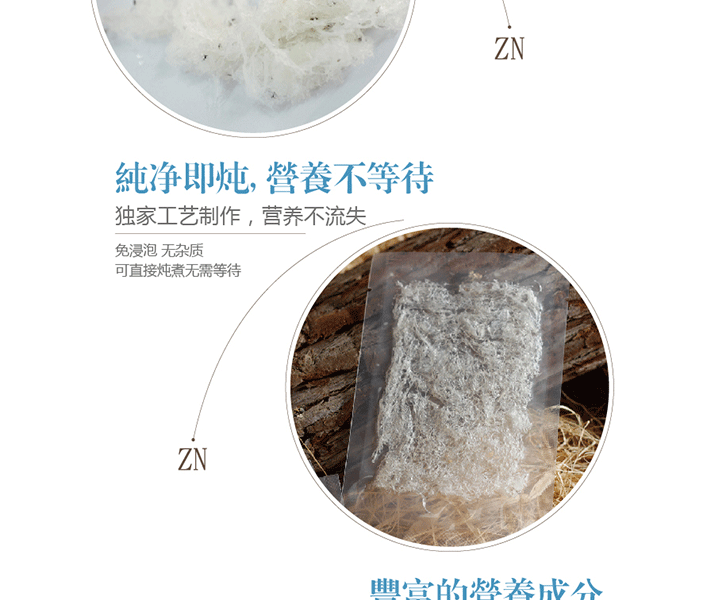 ZN
純净即炖,營養不等待
独家工艺制作，营养不流失
免浸泡 无杂质
可直接炖煮无需等待
ZN
豐富的營養成分